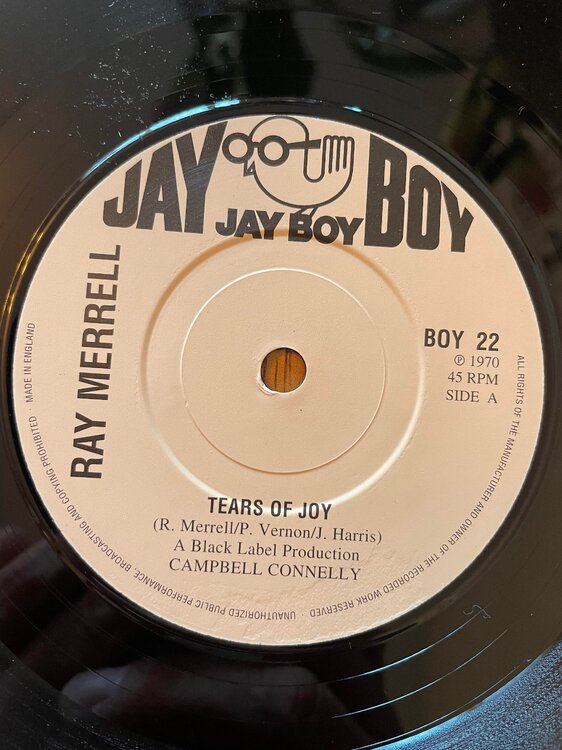 JAY BOY
JAY BOY
RAY MERRELL
BOY 22
℗ 1970
45 RPM
SIDE A
TEARS OF JOY
(R. Merrell/P. Vernon/J. Harris)
A Black Label Production
CAMPBELL CONNELLY
ALL RIGHTS OF THE MANUFACTURER AND OWNER OF THE RECORDED WORK RESERVED · UNAUTHORIZED PUBLIC PERFORMANCE, BROADCASTING AND COPYING PROHIBITED · MADE IN ENGLAND